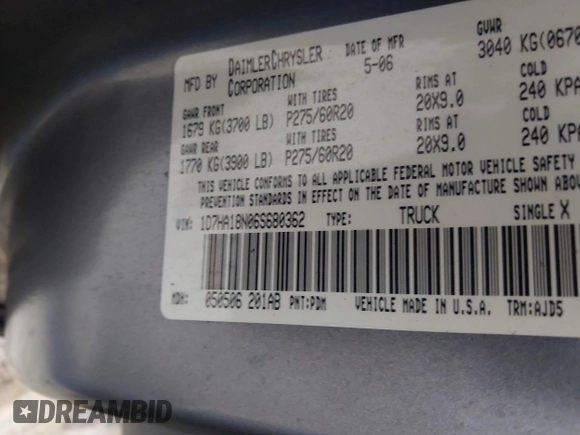 MFD BY DAIMLERCHRYSLER CORPORATION
DATE OF MFR 5-06
GVWR 3040 KG(0670
GAWR FRONT WITH TIRES RIMS AT COLD
1679 KG(3700 LB) P275/60R20 20X9.0 240 KPA
GAWR REAR WITH TIRES RIMS AT COLD
1770 KG(3900 LB) P275/60R20 20X9.0 240 KPA
THIS VEHICLE CONFORMS TO ALL APPLICABLE FEDERAL MOTOR VEHICLE SAFETY
PREVENTION STANDARDS IN EFFECT ON THE DATE OF MANUFACTURE SHOWN ABOVE
VIN: 1D7HA18N06S680362 TYPE: TRUCK SINGLE X
MDH: 050506 201AB PNT:PDM VEHICLE MADE IN U.S.A. TRM:AJD5
DREAMBID